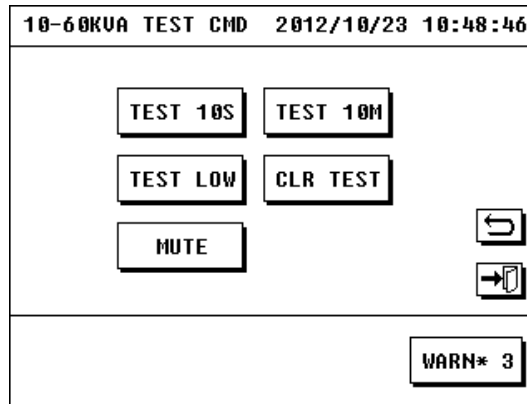 10-60KVA TEST CMD 2012/10/23 10:48:46
TEST 10S TEST 10M
TEST LOW CLR TEST
MUTE
WARN* 3